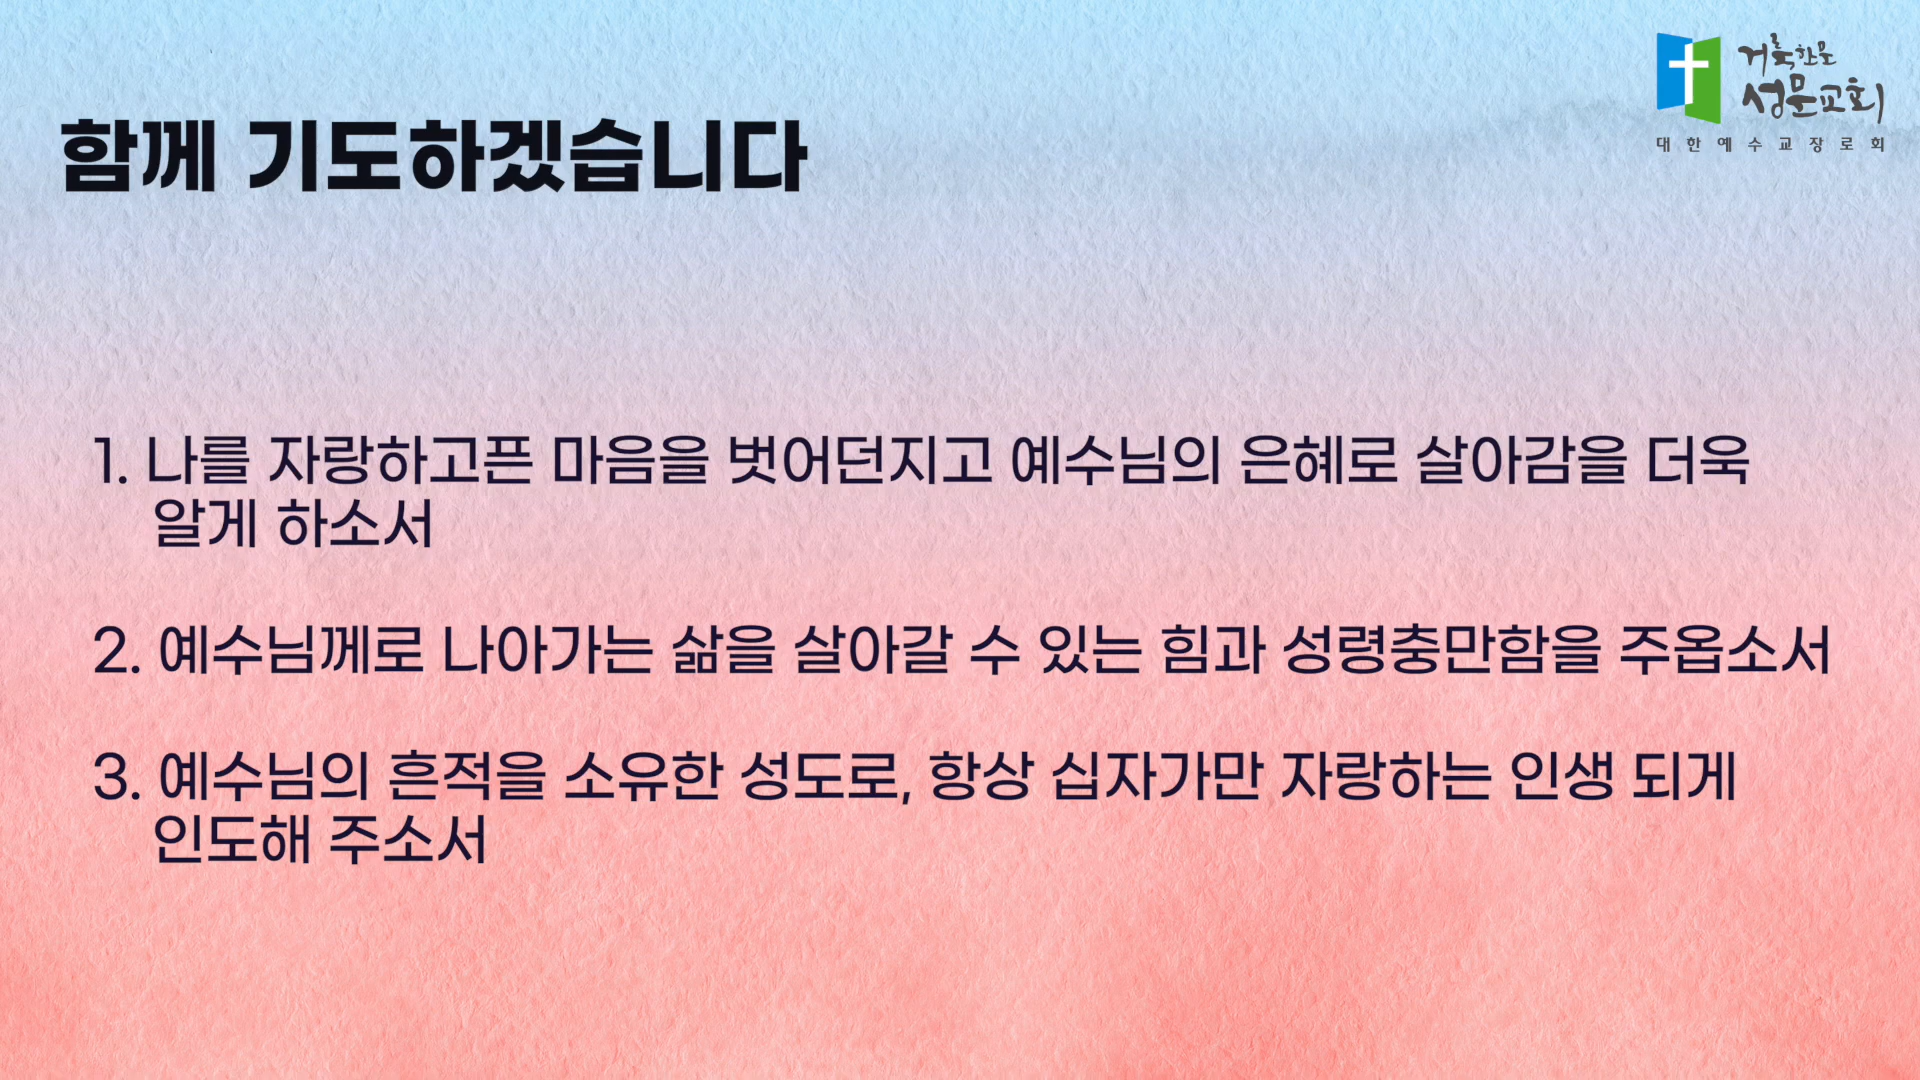 거룩한문
성문교회
대한예수교장로회
함께 기도하겠습니다
1. 나를 자랑하고픈 마음을 벗어던지고 예수님의 은혜로 살아감을 더욱
알게 하소서
2. 예수님께로 나아가는 삶을 살아갈 수 있는 힘과 성령충만함을 주옵소서
3. 예수님의 흔적을 소유한 성도로, 항상 십자가만 자랑하는 인생 되게
인도해 주소서